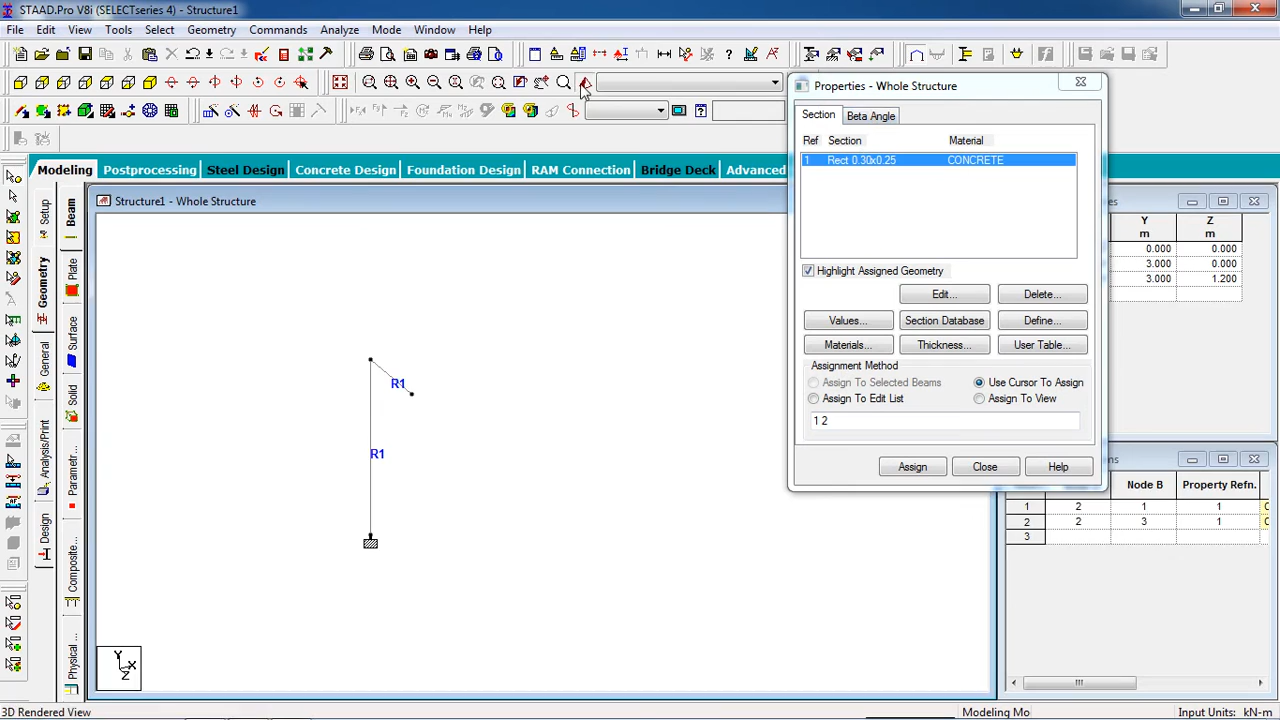 STAAD.Pro V8i (SELECTseries 4) - Structure1
File Edit View Tools Select Geometry Commands Analyze Mode Window Help
Properties - Whole Structure
Section Beta Angle
Ref Section Material
1 Rect 0.30x0.25 CONCRETE
Highlight Assigned Geometry
Edit... Delete...
Values... Section Database Define...
Materials... Thickness... User Table...
Assignment Method
Assign To Selected Beams Use Cursor To Assign
Assign To Edit List Assign To View
1 2
Assign Close Help
Modeling Postprocessing Steel Design Concrete Design Foundation Design RAM Connection Bridge Deck Advanced
Structure1 - Whole Structure
Setup
Geometry
General
Analysis/Print
Design
Beam
Plate
Surface
Solid
Parametr...
Composite...
Physical ...
R1
R1
Y
X
Z
es
Y Z
m m
0.000 0.000
3.000 0.000
3.000 1.200
ms
Node B Property Refn.
1 2 1 1 C
2 2 3 1 C
3
3D Rendered View Modeling Mo Input Units: kN-m